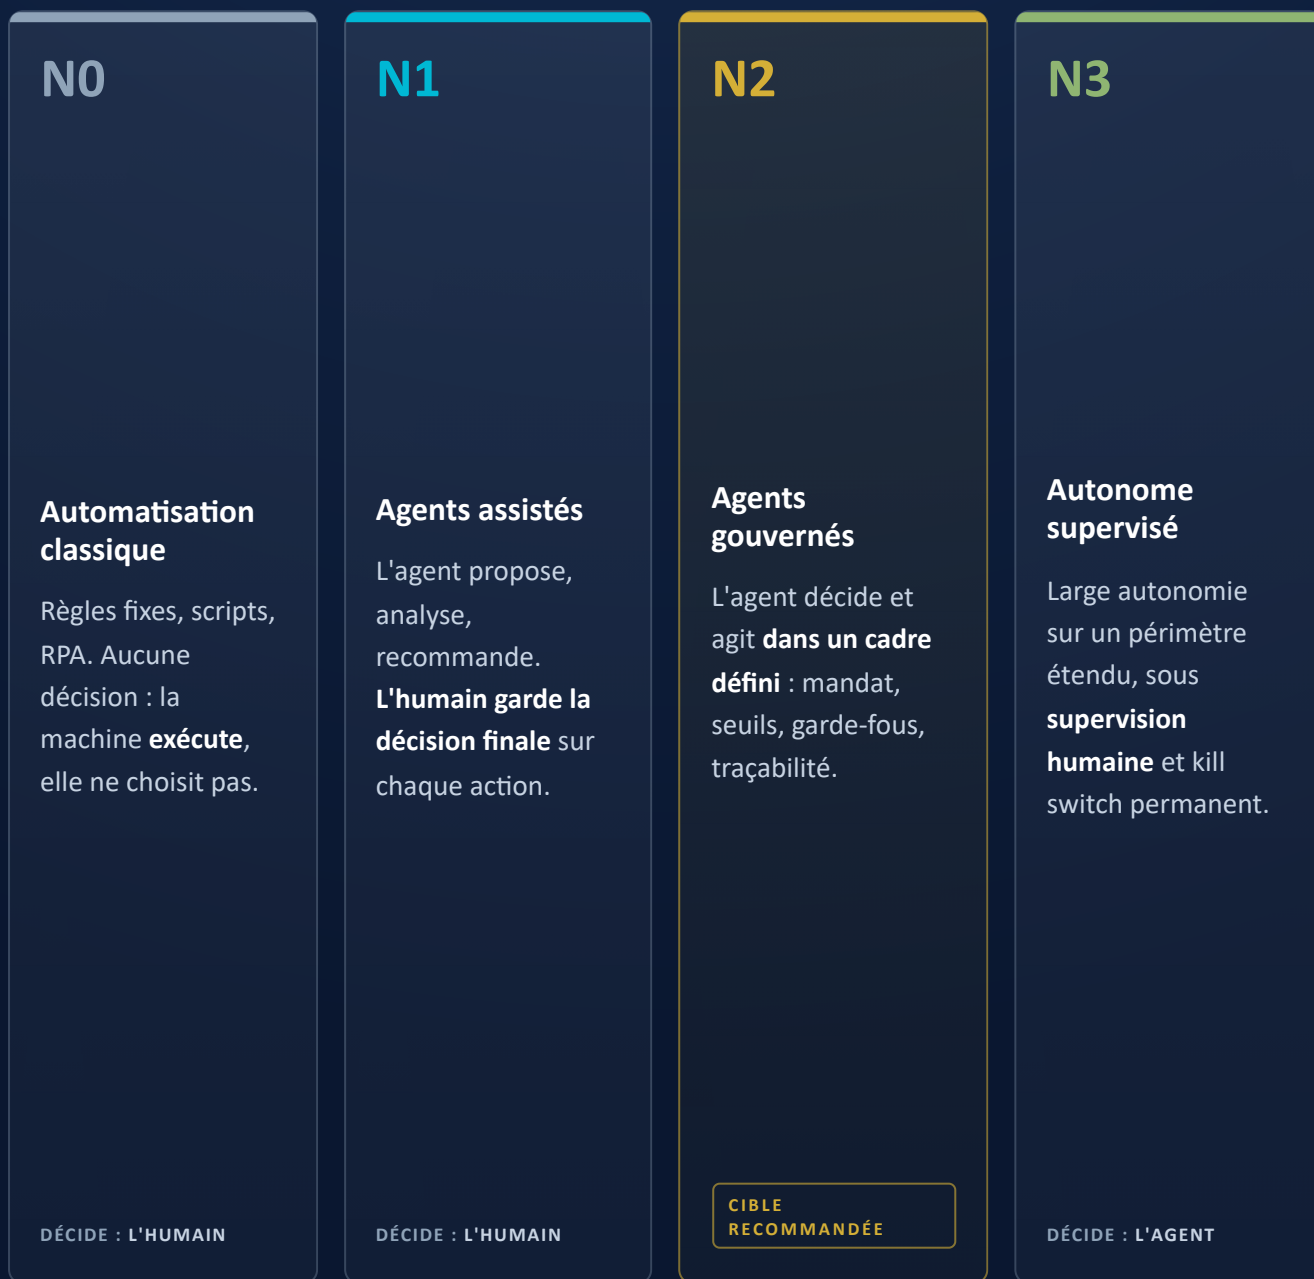 N0
Automatisation
classique
Règles fixes, scripts,
RPA. Aucune
décision : la
machine exécute,
elle ne choisit pas.
DÉCIDE : L'HUMAIN
N1
Agents assistés
L'agent propose,
analyse,
recommande.
L'humain garde la
décision finale sur
chaque action.
DÉCIDE : L'HUMAIN
N2
Agents
gouvernés
L'agent décide et
agit dans un cadre
défini : mandat,
seuils, garde-fous,
traçabilité.
CIBLE
RECOMMANDÉE
N3
Autonome
supervisé
Large autonomie
sur un périmètre
étendu, sous
supervision
humaine et kill
switch permanent.
DÉCIDE : L'AGENT